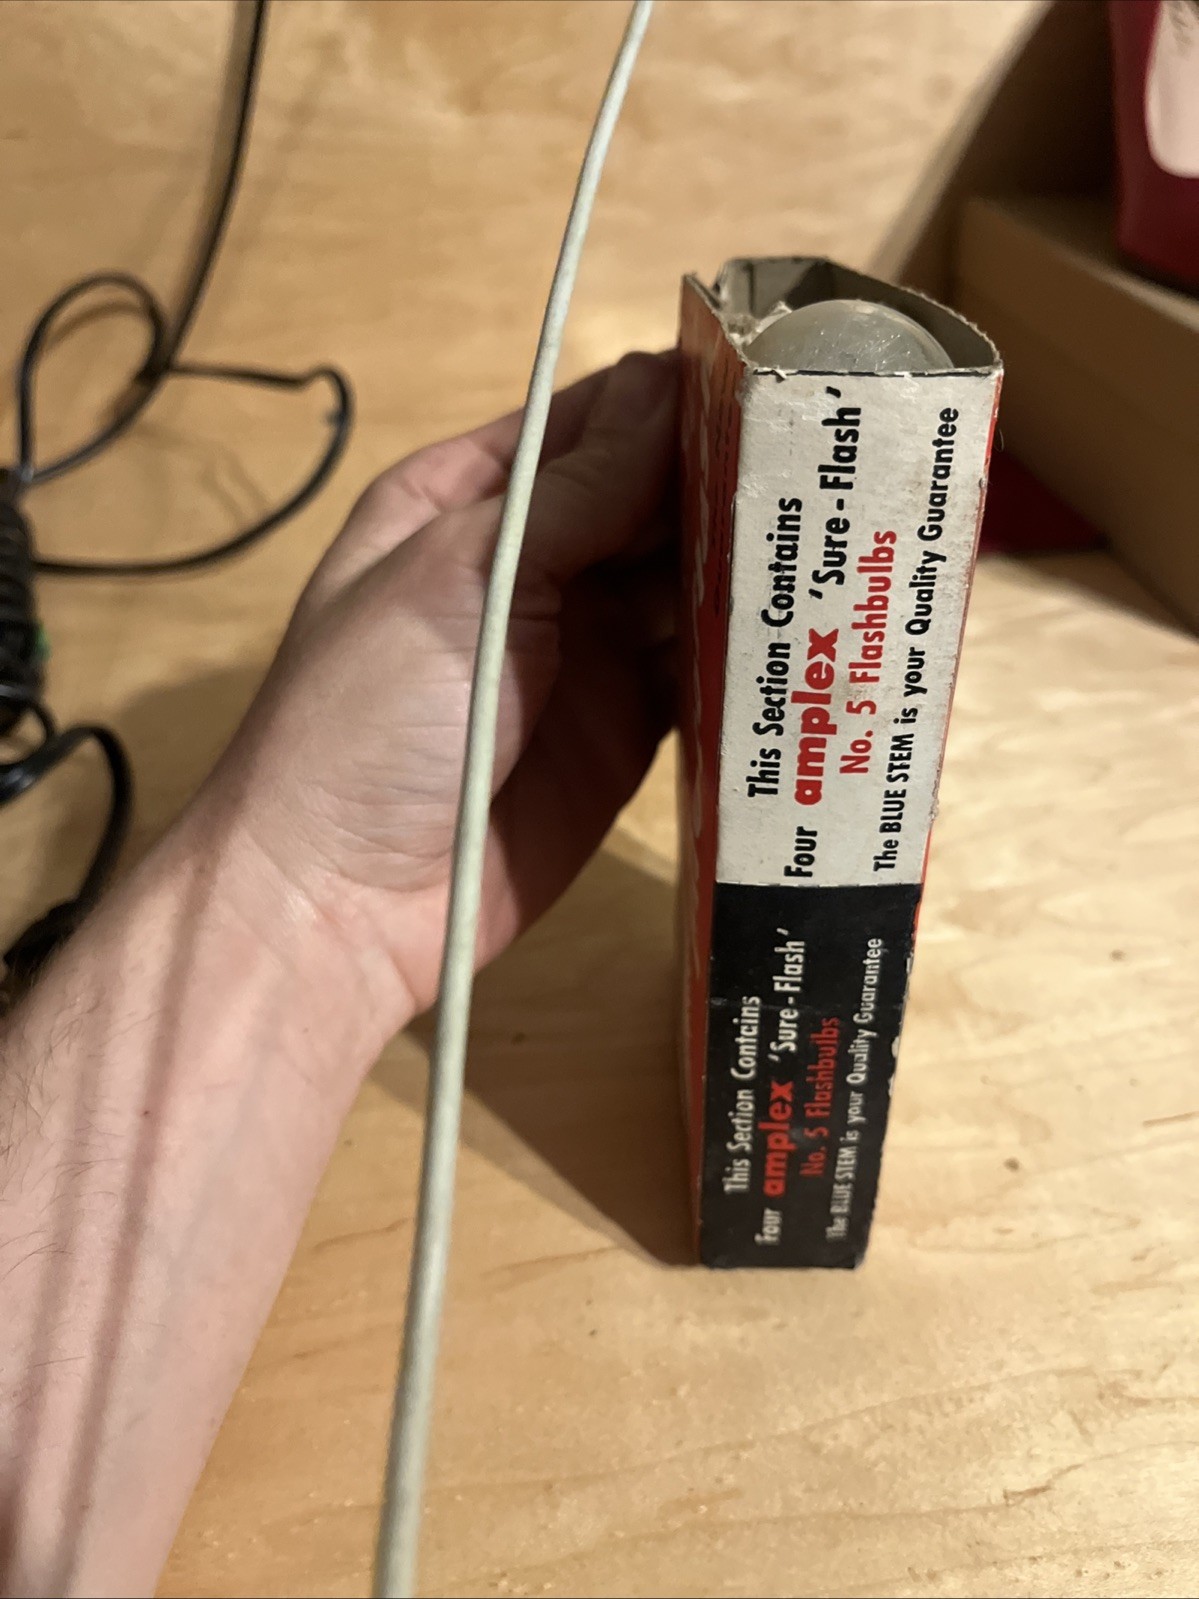 This Section Contains
Four amplex 'Sure-Flash'
No. 5 Flashbulbs
The BLUE STEM is your Quality Guarantee
This Section Contains
Four amplex 'Sure-Flash'
No. 5 Flashbulbs
The BLUE STEM is your Quality Guarantee